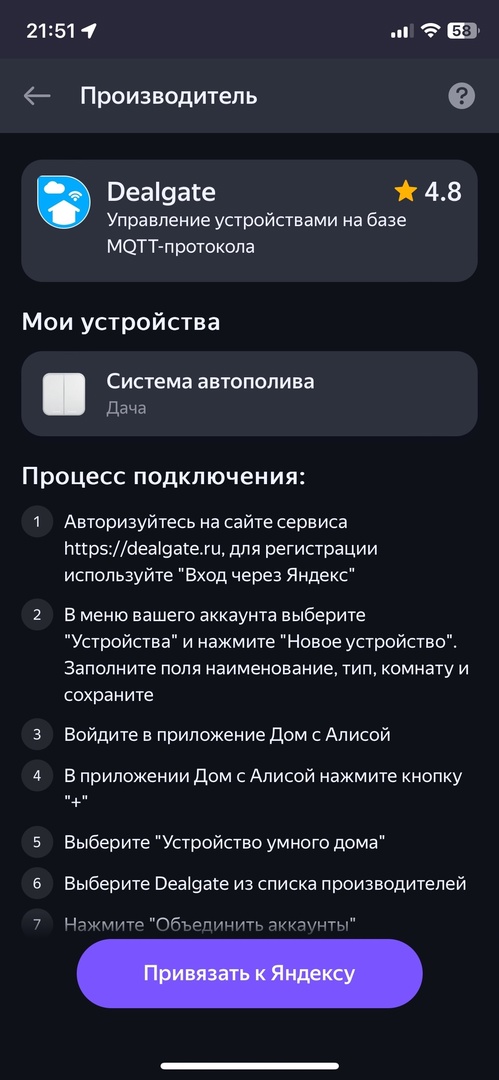 21:51
58
Производитель
?
Dealgate
4.8
Управление устройствами на базе
MQTT-протокола
Мои устройства
Система автополива
Дача
Процесс подключения:
1 Авторизуйтесь на сайте сервиса
https://dealgate.ru, для регистрации
используйте "Вход через Яндекс"
2 В меню вашего аккаунта выберите
"Устройства" и нажмите "Новое устройство".
Заполните поля наименование, тип, комнату и
сохраните
3 Войдите в приложение Дом с Алисой
4 В приложении Дом с Алисой нажмите кнопку
"+"
5 Выберите "Устройство умного дома"
6 Выберите Dealgate из списка производителей
7 Нажмите "Объединить аккаунты"
Привязать к Яндексу